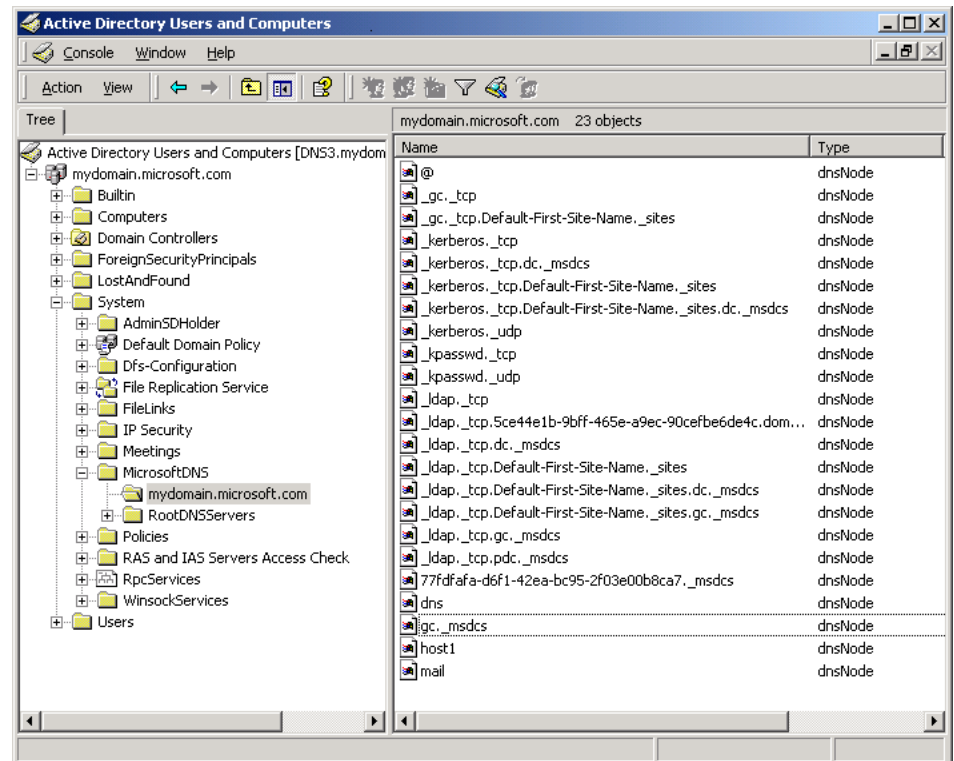 Active Directory Users and Computers
Console Window Help
Action View
Tree
mydomain.microsoft.com 23 objects
Active Directory Users and Computers [DNS3.mydom
mydomain.microsoft.com
Builtin
Computers
Domain Controllers
ForeignSecurityPrincipals
LostAndFound
System
AdminSDHolder
Default Domain Policy
Dfs-Configuration
File Replication Service
FileLinks
IP Security
Meetings
MicrosoftDNS
mydomain.microsoft.com
RootDNSServers
Policies
RAS and IAS Servers Access Check
RpcServices
WinsockServices
Users
Name Type
@ dnsNode
_gc._tcp dnsNode
_gc._tcp.Default-First-Site-Name._sites dnsNode
_kerberos._tcp dnsNode
_kerberos._tcp.dc._msdcs dnsNode
_kerberos._tcp.Default-First-Site-Name._sites dnsNode
_kerberos._tcp.Default-First-Site-Name._sites.dc._msdcs dnsNode
_kerberos._udp dnsNode
_kpasswd._tcp dnsNode
_kpasswd._udp dnsNode
_ldap._tcp dnsNode
_ldap._tcp.5ce44e1b-9bff-465e-a9ec-90cefbe6de4c.dom... dnsNode
_ldap._tcp.dc._msdcs dnsNode
_ldap._tcp.Default-First-Site-Name._sites dnsNode
_ldap._tcp.Default-First-Site-Name._sites.dc._msdcs dnsNode
_ldap._tcp.Default-First-Site-Name._sites.gc._msdcs dnsNode
_ldap._tcp.gc._msdcs dnsNode
_ldap._tcp.pdc._msdcs dnsNode
77fdfafa-d6f1-42ea-bc95-2f03e00b8ca7._msdcs dnsNode
dns dnsNode
gc._msdcs dnsNode
host1 dnsNode
mail dnsNode